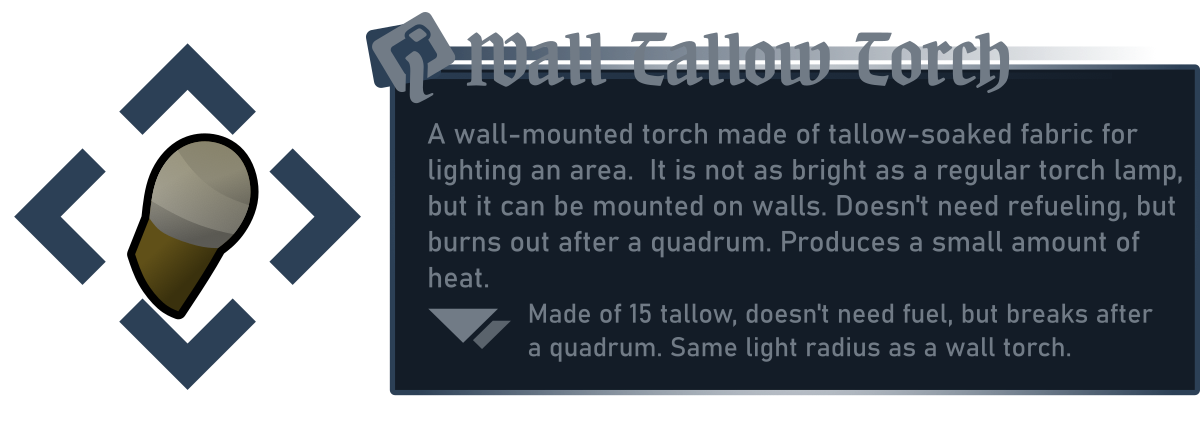 Wall Tallow Torch
A wall-mounted torch made of tallow-soaked fabric for
lighting an area.  It is not as bright as a regular torch lamp,
but it can be mounted on walls. Doesn't need refueling, but
burns out after a quadrum. Produces a small amount of
heat.
Made of 15 tallow, doesn't need fuel, but breaks after
a quadrum. Same light radius as a wall torch.